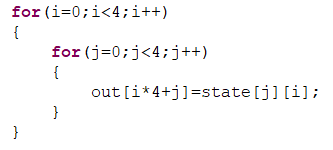 for(i=0;i<4;i++)
{
    for(j=0;j<4;j++)
    {
        out[i*4+j]=state[j][i];
    }
}